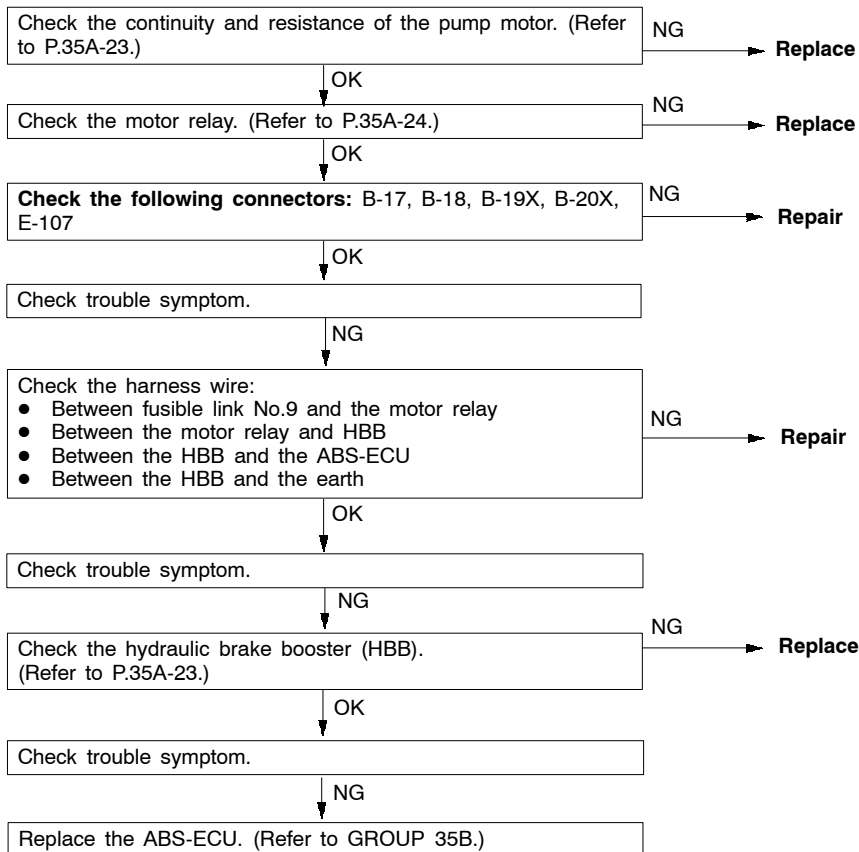 Check the continuity and resistance of the pump motor. (Refer
to P.35A-23.)
NG
Replace
OK
Check the motor relay. (Refer to P.35A-24.)
NG
Replace
OK
Check the following connectors: B-17, B-18, B-19X, B-20X,
E-107
NG
Repair
OK
Check trouble symptom.
NG
Check the harness wire:
● Between fusible link No.9 and the motor relay
● Between the motor relay and HBB
● Between the HBB and the ABS-ECU
● Between the HBB and the earth
NG
Repair
OK
Check trouble symptom.
NG
Check the hydraulic brake booster (HBB).
(Refer to P.35A-23.)
NG
Replace
OK
Check trouble symptom.
NG
Replace the ABS-ECU. (Refer to GROUP 35B.)